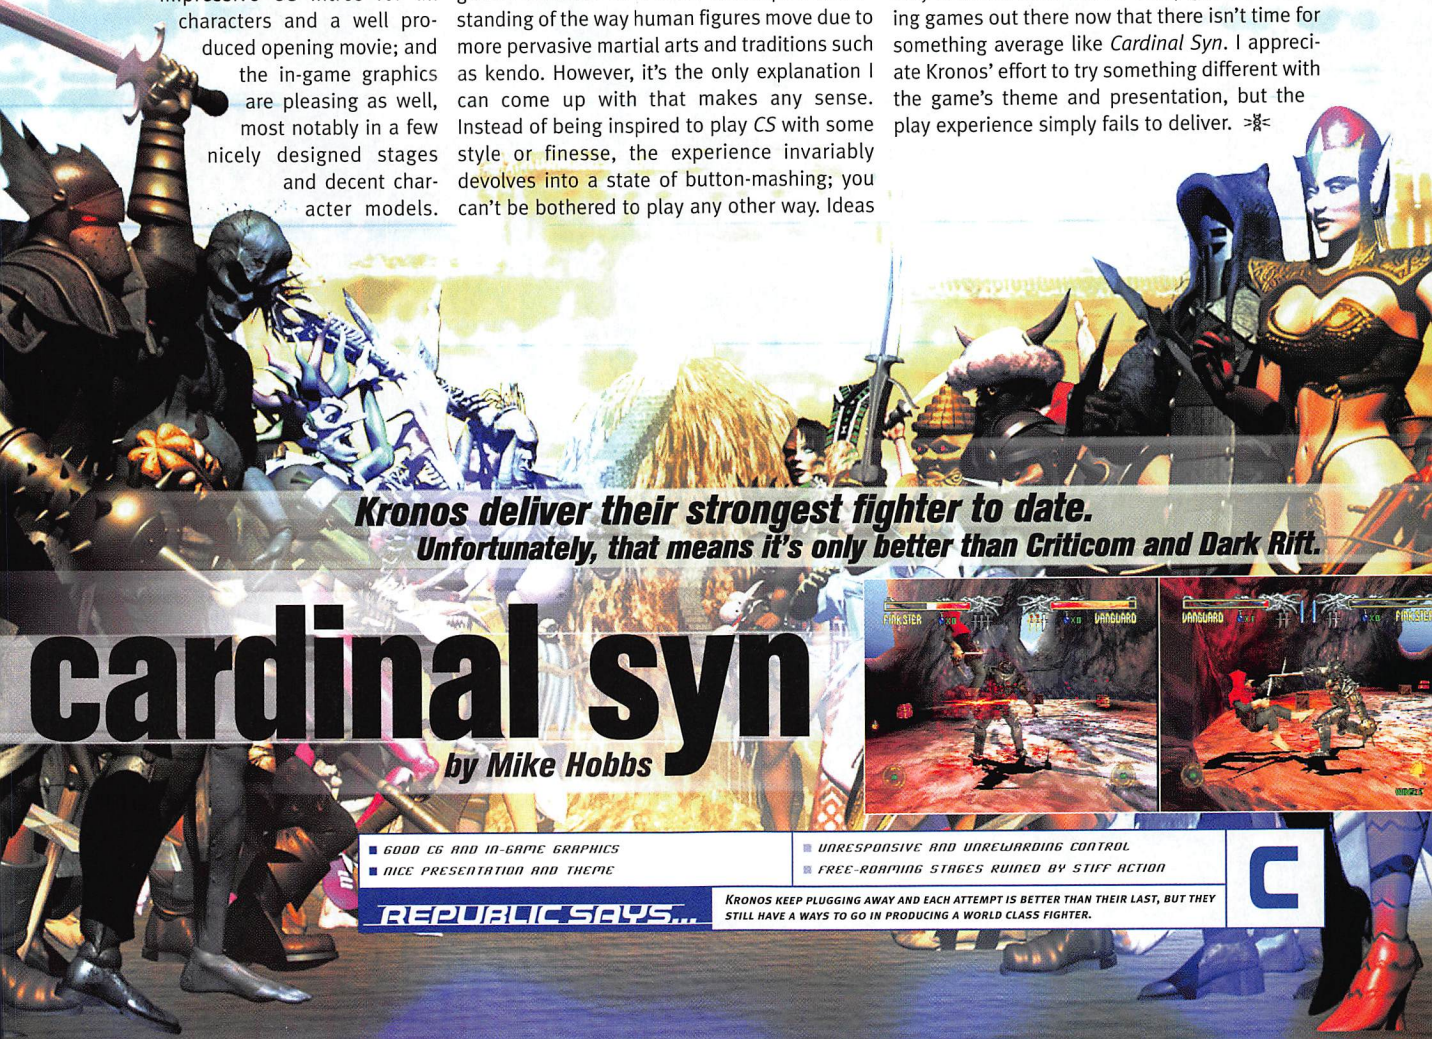 characters and a well pro-
duced opening movie; and
the in-game graphics
are pleasing as well,
most notably in a few
nicely designed stages
and decent char-
acter models.
standing of the way human figures move due to
more pervasive martial arts and traditions such
as kendo. However, it's the only explanation I
can come up with that makes any sense.
Instead of being inspired to play CS with some
style or finesse, the experience invariably
devolves into a state of button-mashing; you
can't be bothered to play any other way. Ideas
ing games out there now that there isn't time for
something average like Cardinal Syn. I appreci-
ate Kronos' effort to try something different with
the game's theme and presentation, but the
play experience simply fails to deliver.
Kronos deliver their strongest fighter to date.
Unfortunately, that means it's only better than Criticom and Dark Rift.
cardinal syn
by Mike Hobbs
FINKSTER
VANGUARD
VANGUARD
GOOD CG AND IN-GAME GRAPHICS
NICE PRESENTATION AND THEME
UNRESPONSIVE AND UNREWARDING CONTROL
FREE-ROAMING STAGES RUINED BY STIFF ACTION
REPUBLIC SAYS...
KRONOS KEEP PLUGGING AWAY AND EACH ATTEMPT IS BETTER THAN THEIR LAST, BUT THEY
STILL HAVE A WAYS TO GO IN PRODUCING A WORLD CLASS FIGHTER.
C